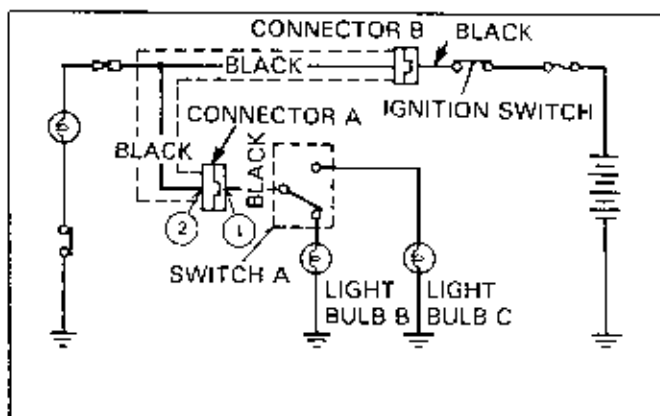 CONNECTOR B
BLACK
BLACK
IGNITION SWITCH
CONNECTOR A
BLACK
BLACK
2
1
SWITCH A
LIGHT
BULB B
LIGHT
BULB C